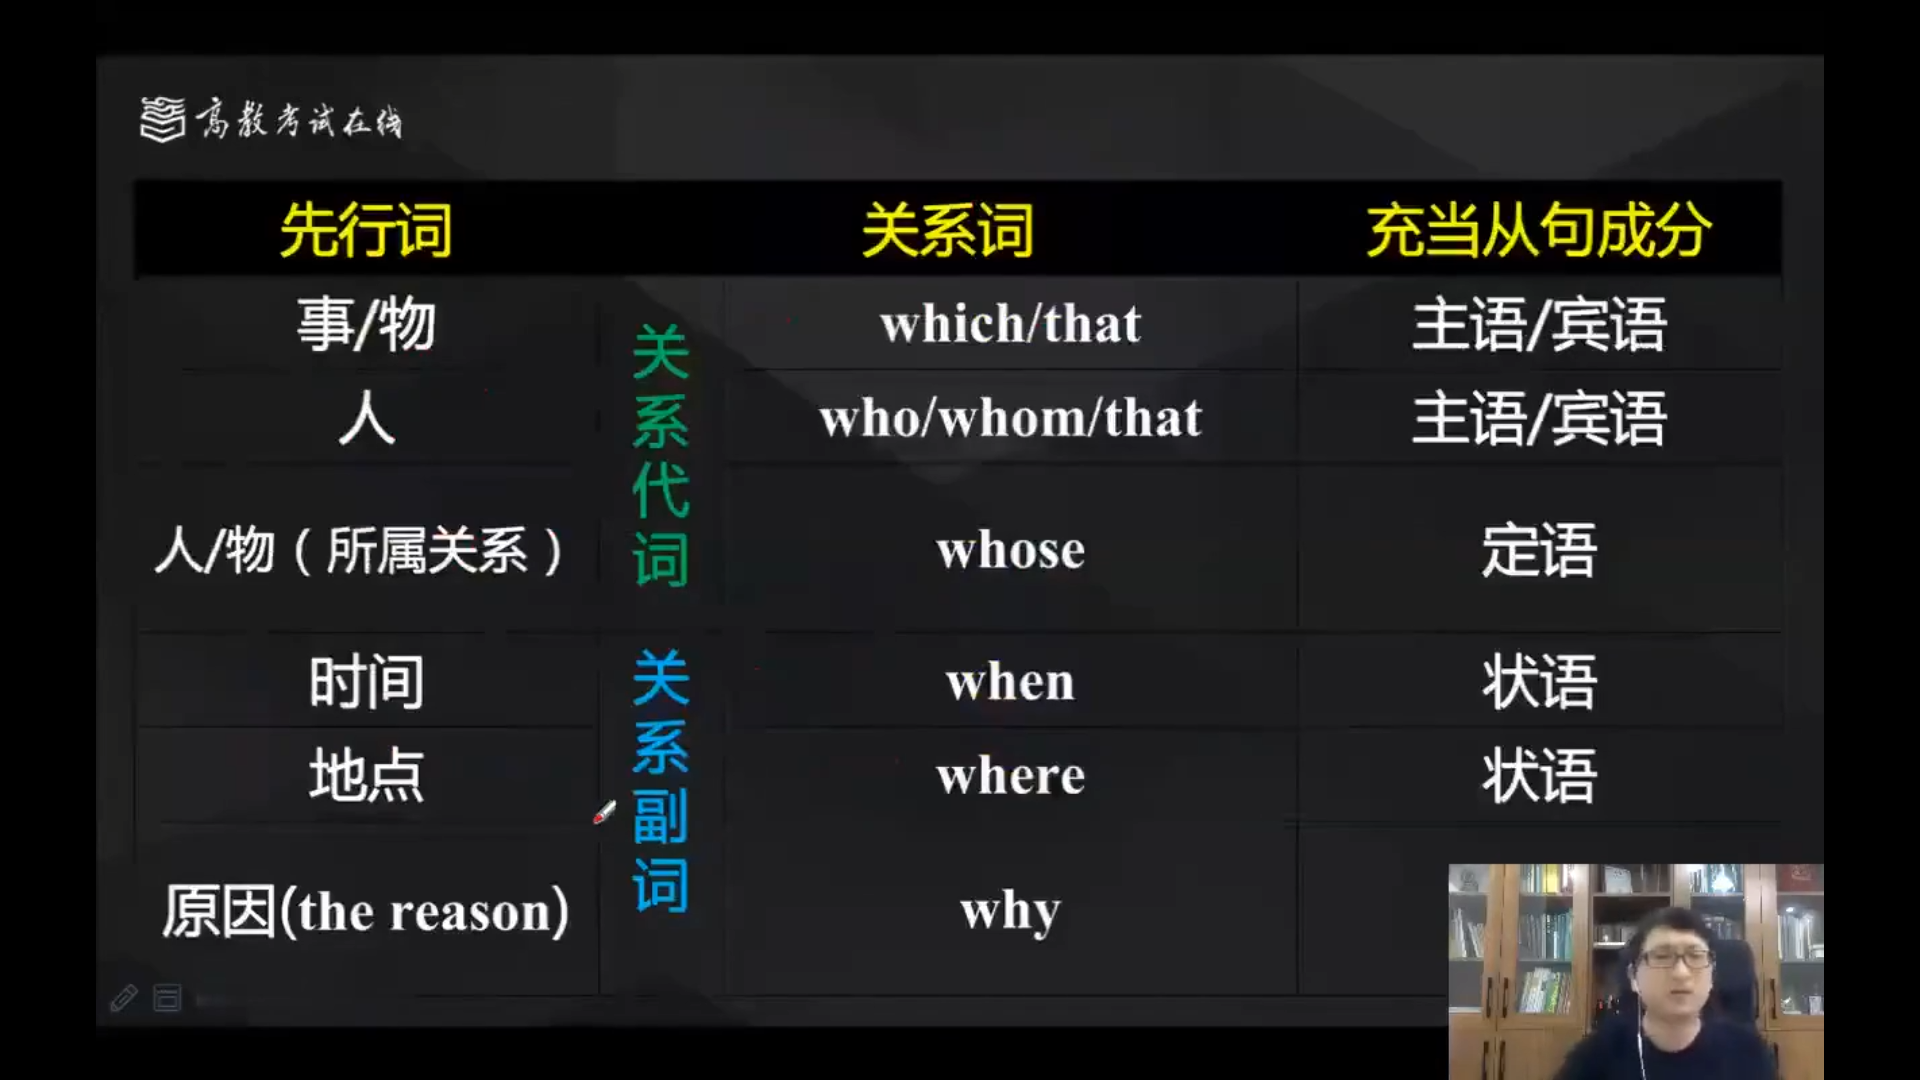 高教考试在线
先行词 关系词 充当从句成分
事/物 which/that 主语/宾语
人 who/whom/that 主语/宾语
关系代词
人/物（所属关系） whose 定语
时间 when 状语
地点 where 状语
关系副词
原因(the reason) why